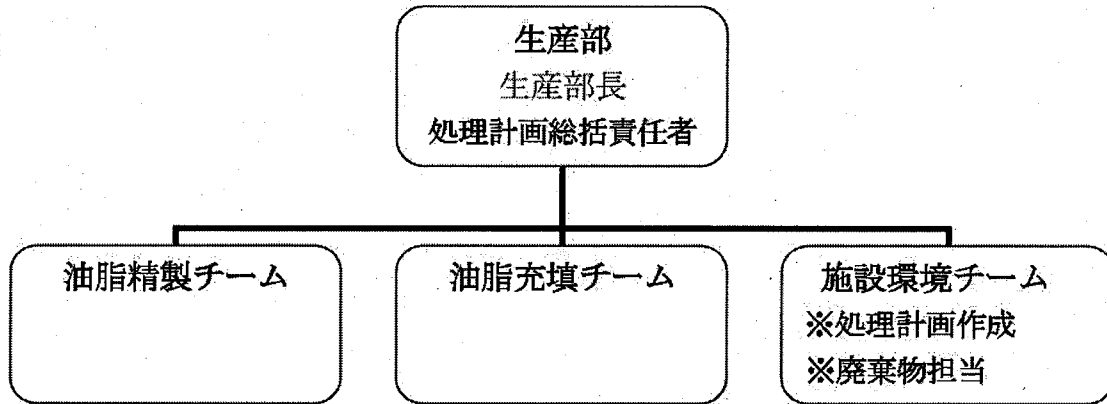 生産部
生産部長
処理計画総括責任者
油脂精製チーム
油脂充填チーム
施設環境チーム
※処理計画作成
※廃棄物担当